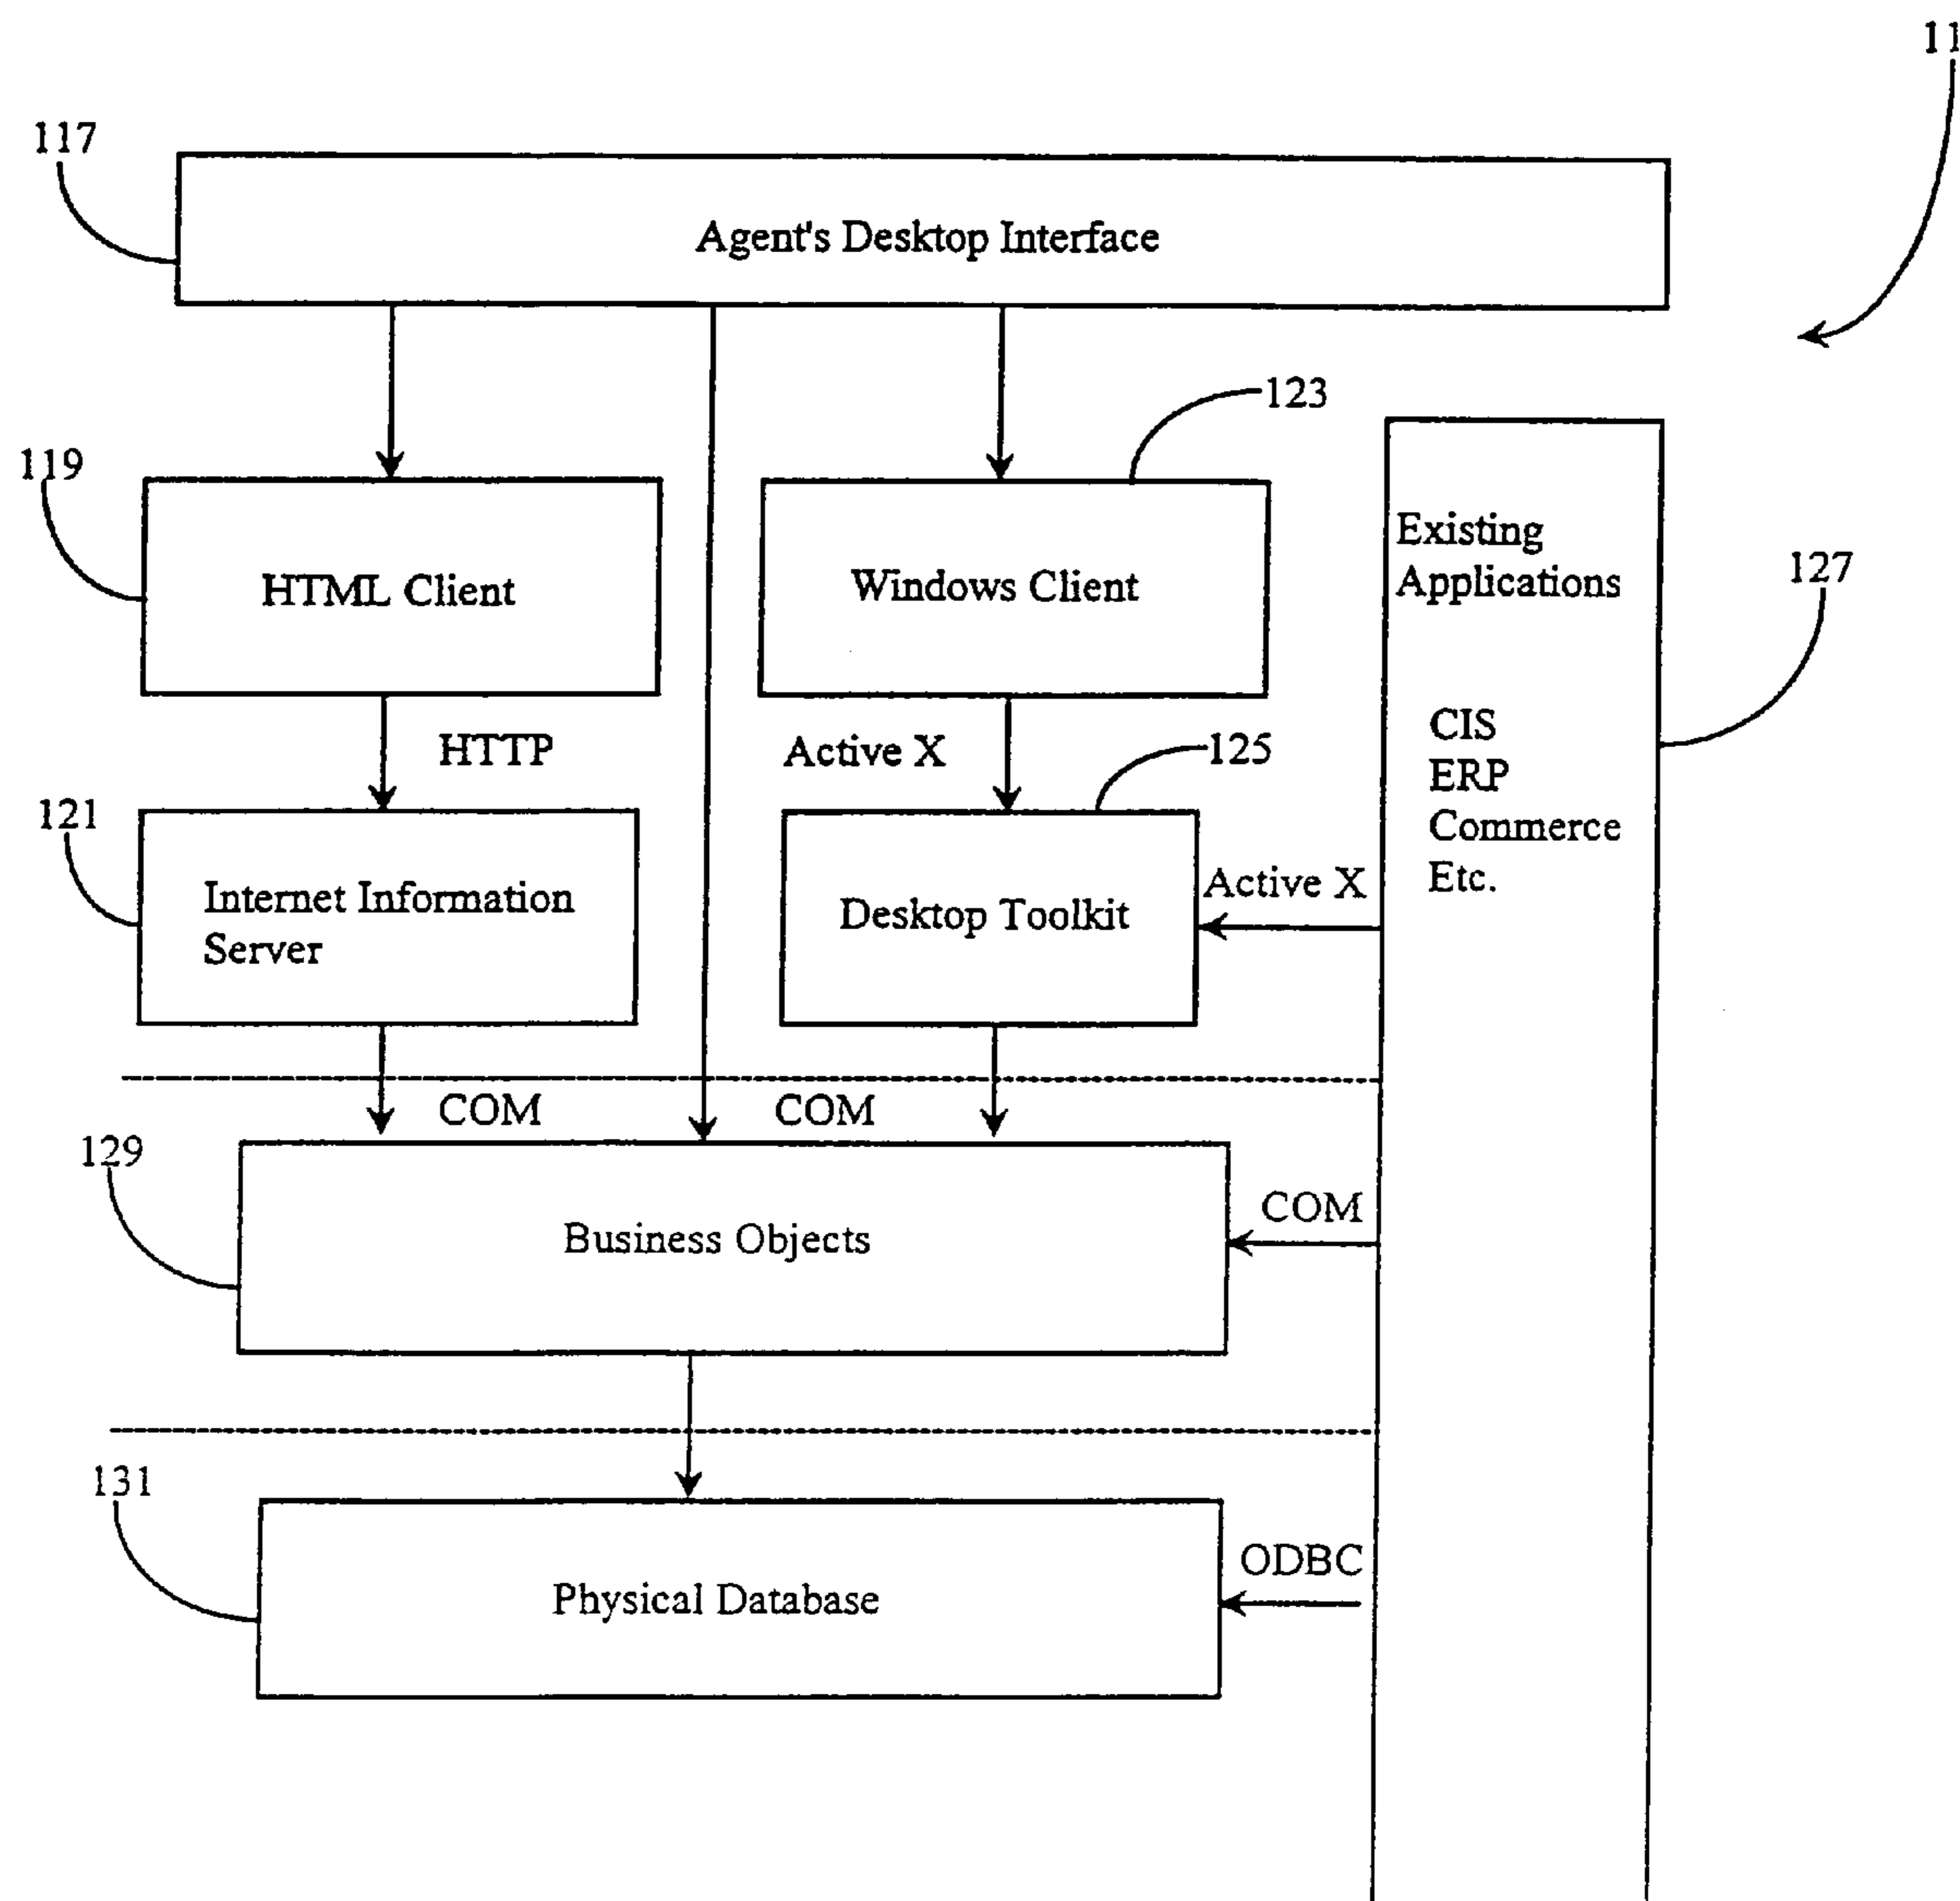 11
117
Agent's Desktop Interface
123
119
HTML Client
Windows Client
Existing
Applications
127
CIS
ERP
Commerce
Etc.
HTTP
Active X
125
121
Internet Information
Server
Desktop Toolkit
Active X
COM
COM
129
Business Objects
COM
131
Physical Database
ODBC